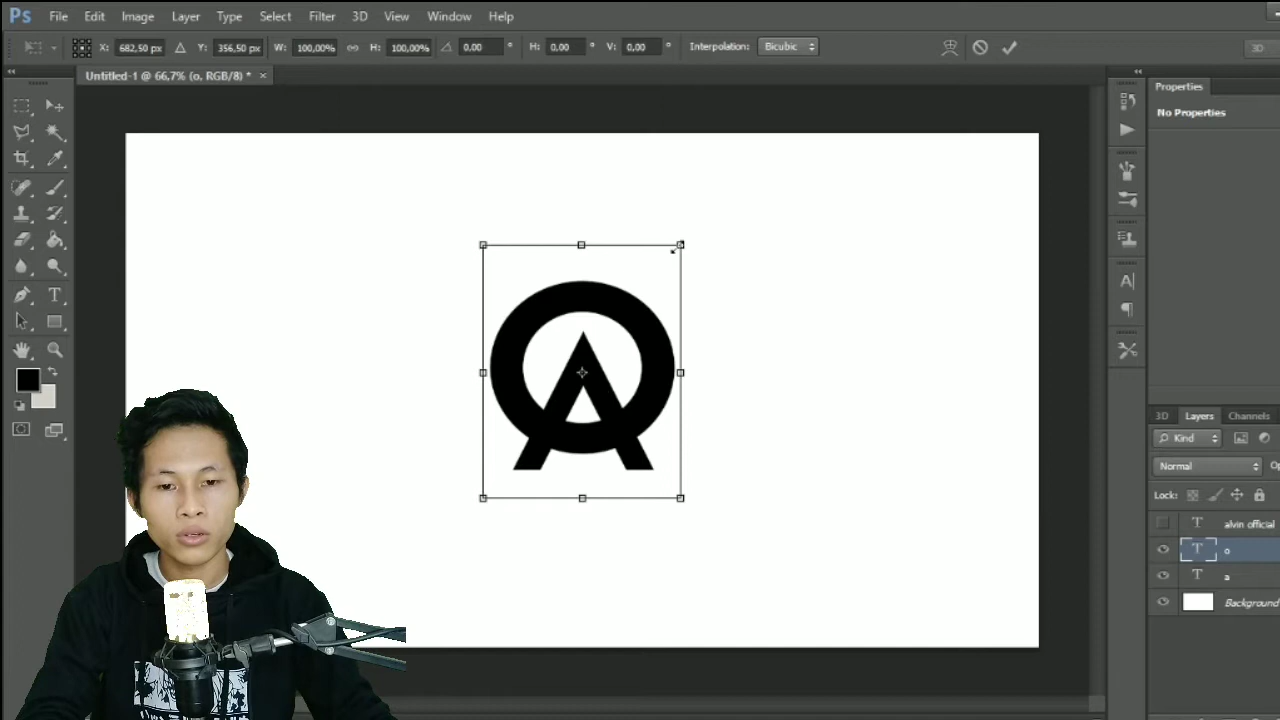 Ps File Edit Image Layer Type Select Filter 3D View Window Help
X: 682,50 px Y: 356,50 px W: 100,00% H: 100,00% 0,00 ° H: 0,00 ° V: 0,00 ° Interpolation: Bicubic 3D
Untitled-1 @ 66,7% (o, RGB/8) * ×
Properties
No Properties
OA
3D Layers Channels
Kind
Normal
Lock:
T alvin official
T o
T a
Background